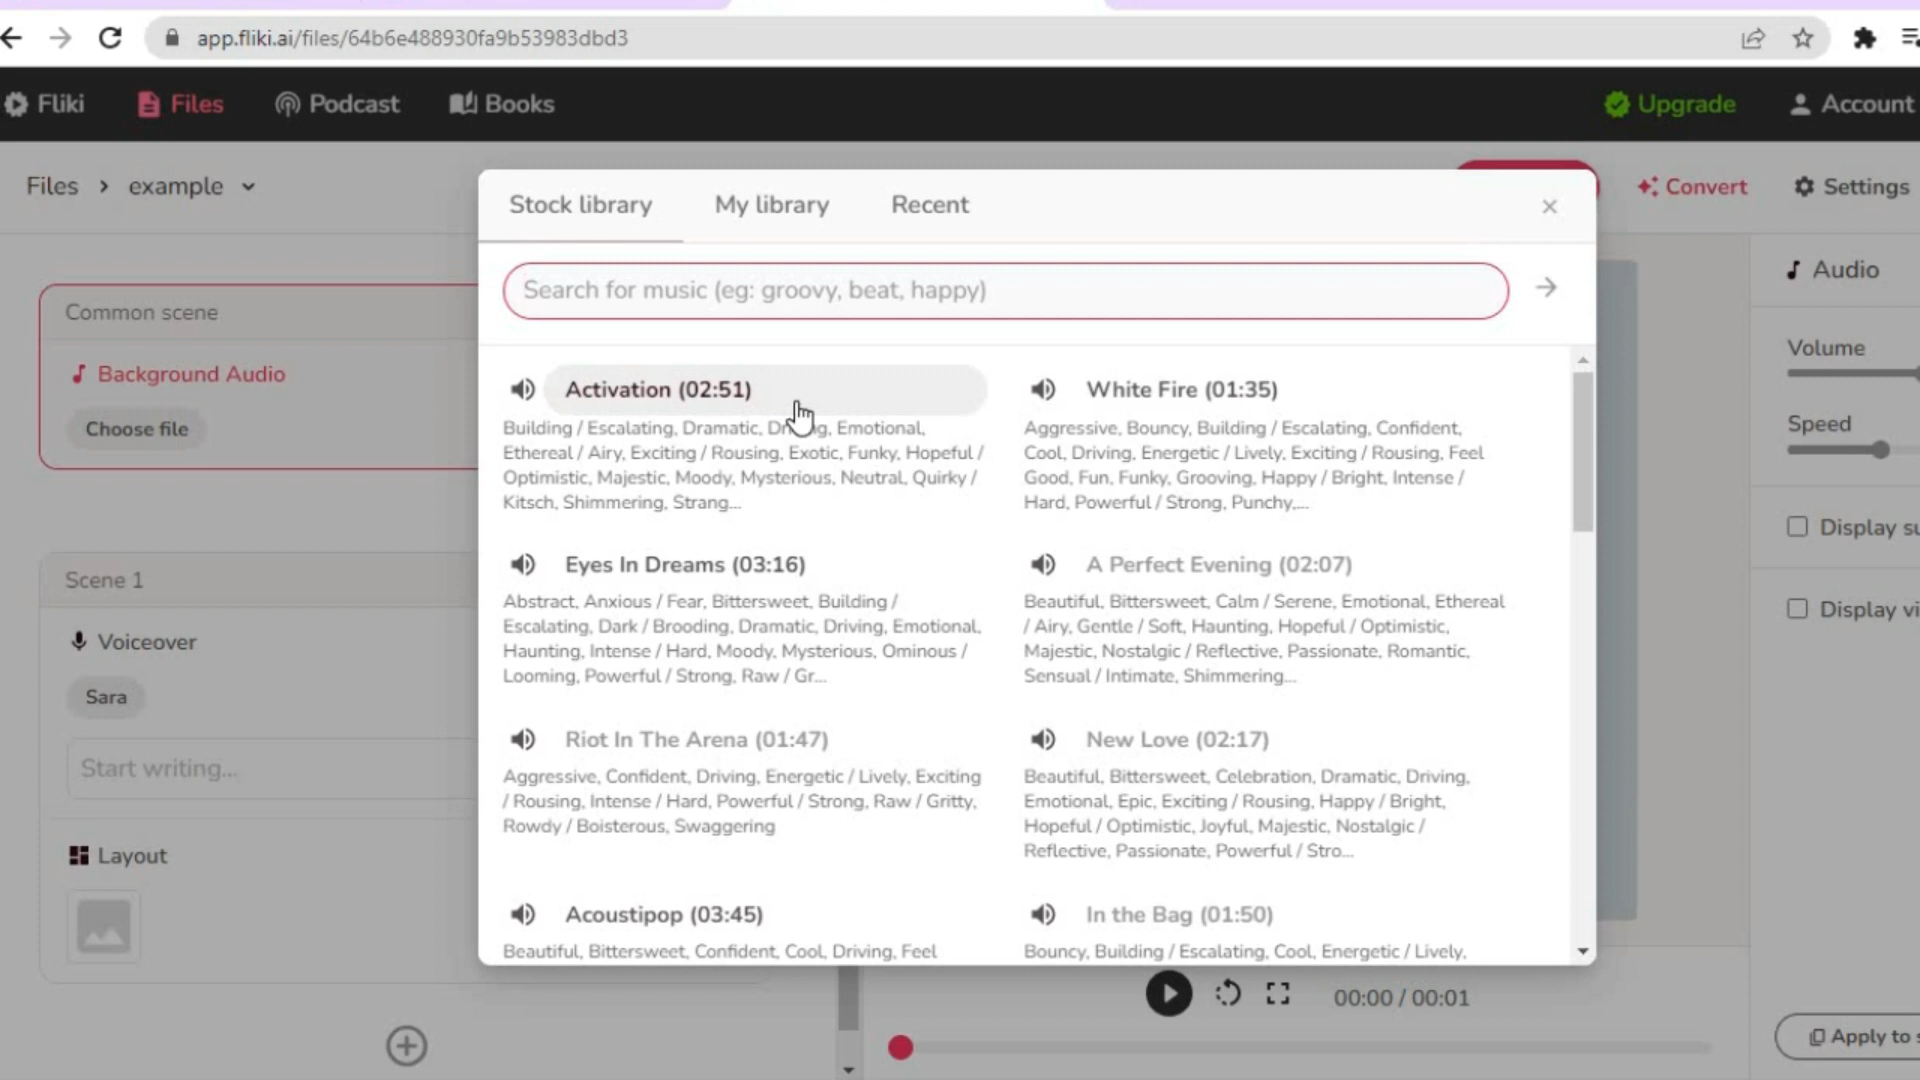 app.fliki.ai/files/64b6e488930fa9b53983dbd3
Fliki
Files
Podcast
Books
Upgrade
Account
Files > example
Convert
Settings
Stock library
My library
Recent
×
Search for music (eg: groovy, beat, happy)
Common scene
Background Audio
Choose file
Scene 1
Voiceover
Sara
Start writing...
Layout
Activation (02:51)
Building / Escalating, Dramatic, Emotional,
Ethereal / Airy, Exciting / Rousing, Exotic, Funky, Hopeful /
Optimistic, Majestic, Moody, Mysterious, Neutral, Quirky /
Kitsch, Shimmering, Strang...
White Fire (01:35)
Aggressive, Bouncy, Building / Escalating, Confident,
Cool, Driving, Energetic / Lively, Exciting / Rousing, Feel
Good, Fun, Funky, Grooving, Happy / Bright, Intense /
Hard, Powerful / Strong, Punchy,...
Eyes In Dreams (03:16)
Abstract, Anxious / Fear, Bittersweet, Building /
Escalating, Dark / Brooding, Dramatic, Driving, Emotional,
Haunting, Intense / Hard, Moody, Mysterious, Ominous /
Looming, Powerful / Strong, Raw / Gr...
A Perfect Evening (02:07)
Beautiful, Bittersweet, Calm / Serene, Emotional, Ethereal
/ Airy, Gentle / Soft, Haunting, Hopeful / Optimistic,
Majestic, Nostalgic / Reflective, Passionate, Romantic,
Sensual / Intimate, Shimmering...
Riot In The Arena (01:47)
Aggressive, Confident, Driving, Energetic / Lively, Exciting
/ Rousing, Intense / Hard, Powerful / Strong, Raw / Gritty,
Rowdy / Boisterous, Swaggering
New Love (02:17)
Beautiful, Bittersweet, Celebration, Dramatic, Driving,
Emotional, Epic, Exciting / Rousing, Happy / Bright,
Hopeful / Optimistic, Joyful, Majestic, Nostalgic /
Reflective, Passionate, Powerful / Stro...
Acoustipop (03:45)
Beautiful, Bittersweet, Confident, Cool, Driving, Feel
In the Bag (01:50)
Bouncy, Building / Escalating, Cool, Energetic / Lively,
Audio
Volume
Speed
Display su
Display vi
00:00 / 00:01
Apply to s